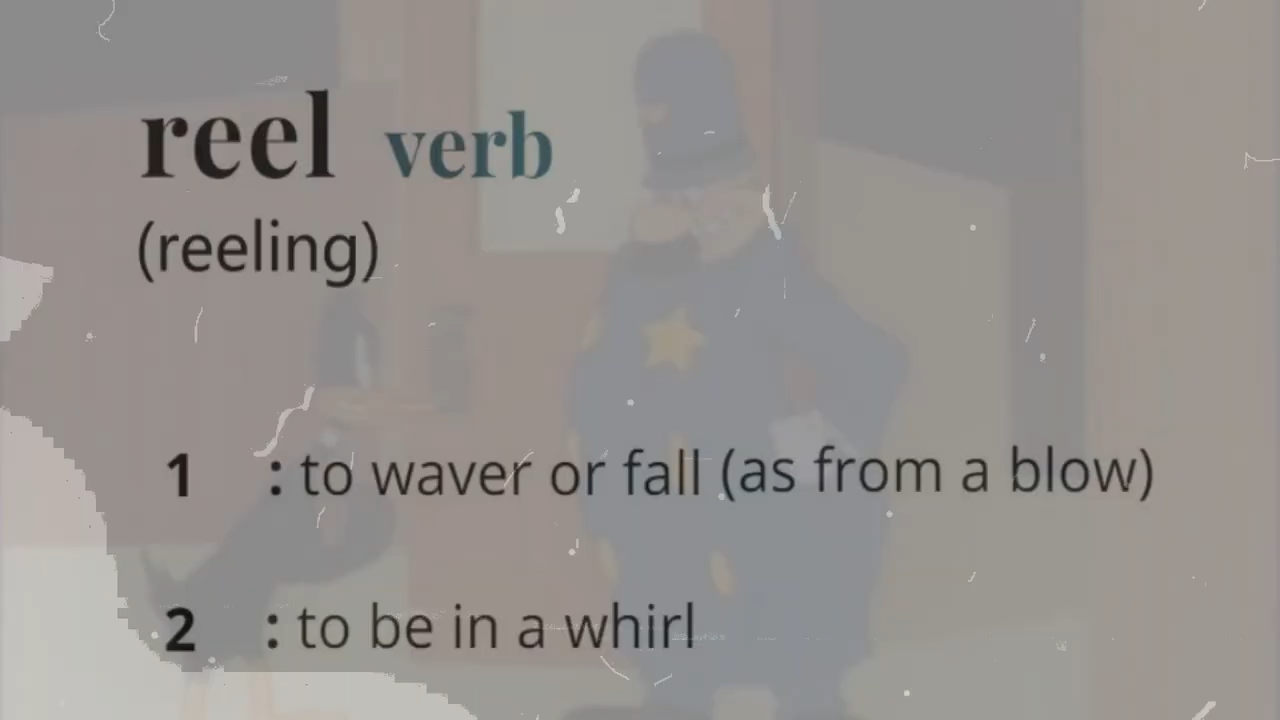 reel verb
(reeling)
1 : to waver or fall (as from a blow)
2 : to be in a whirl